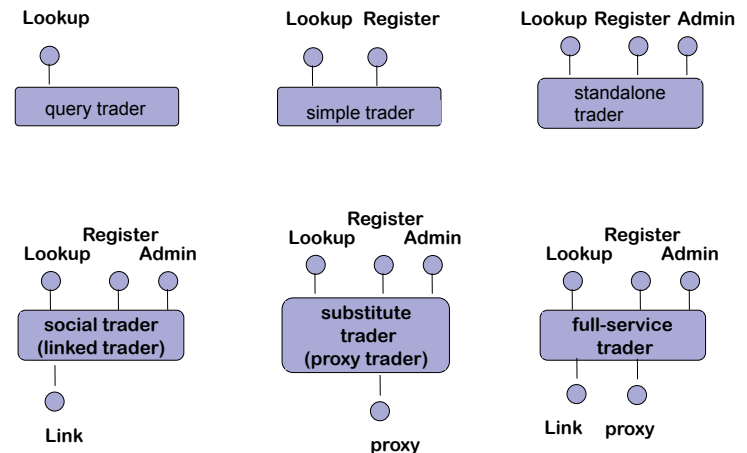 Lookup
query trader
Lookup Register
simple trader
Lookup Register Admin
standalone
trader
Register
Lookup Admin
social trader
(linked trader)
Link
Register
Lookup Admin
substitute
trader
(proxy trader)
proxy
Register
Lookup Admin
full-service
trader
Link proxy